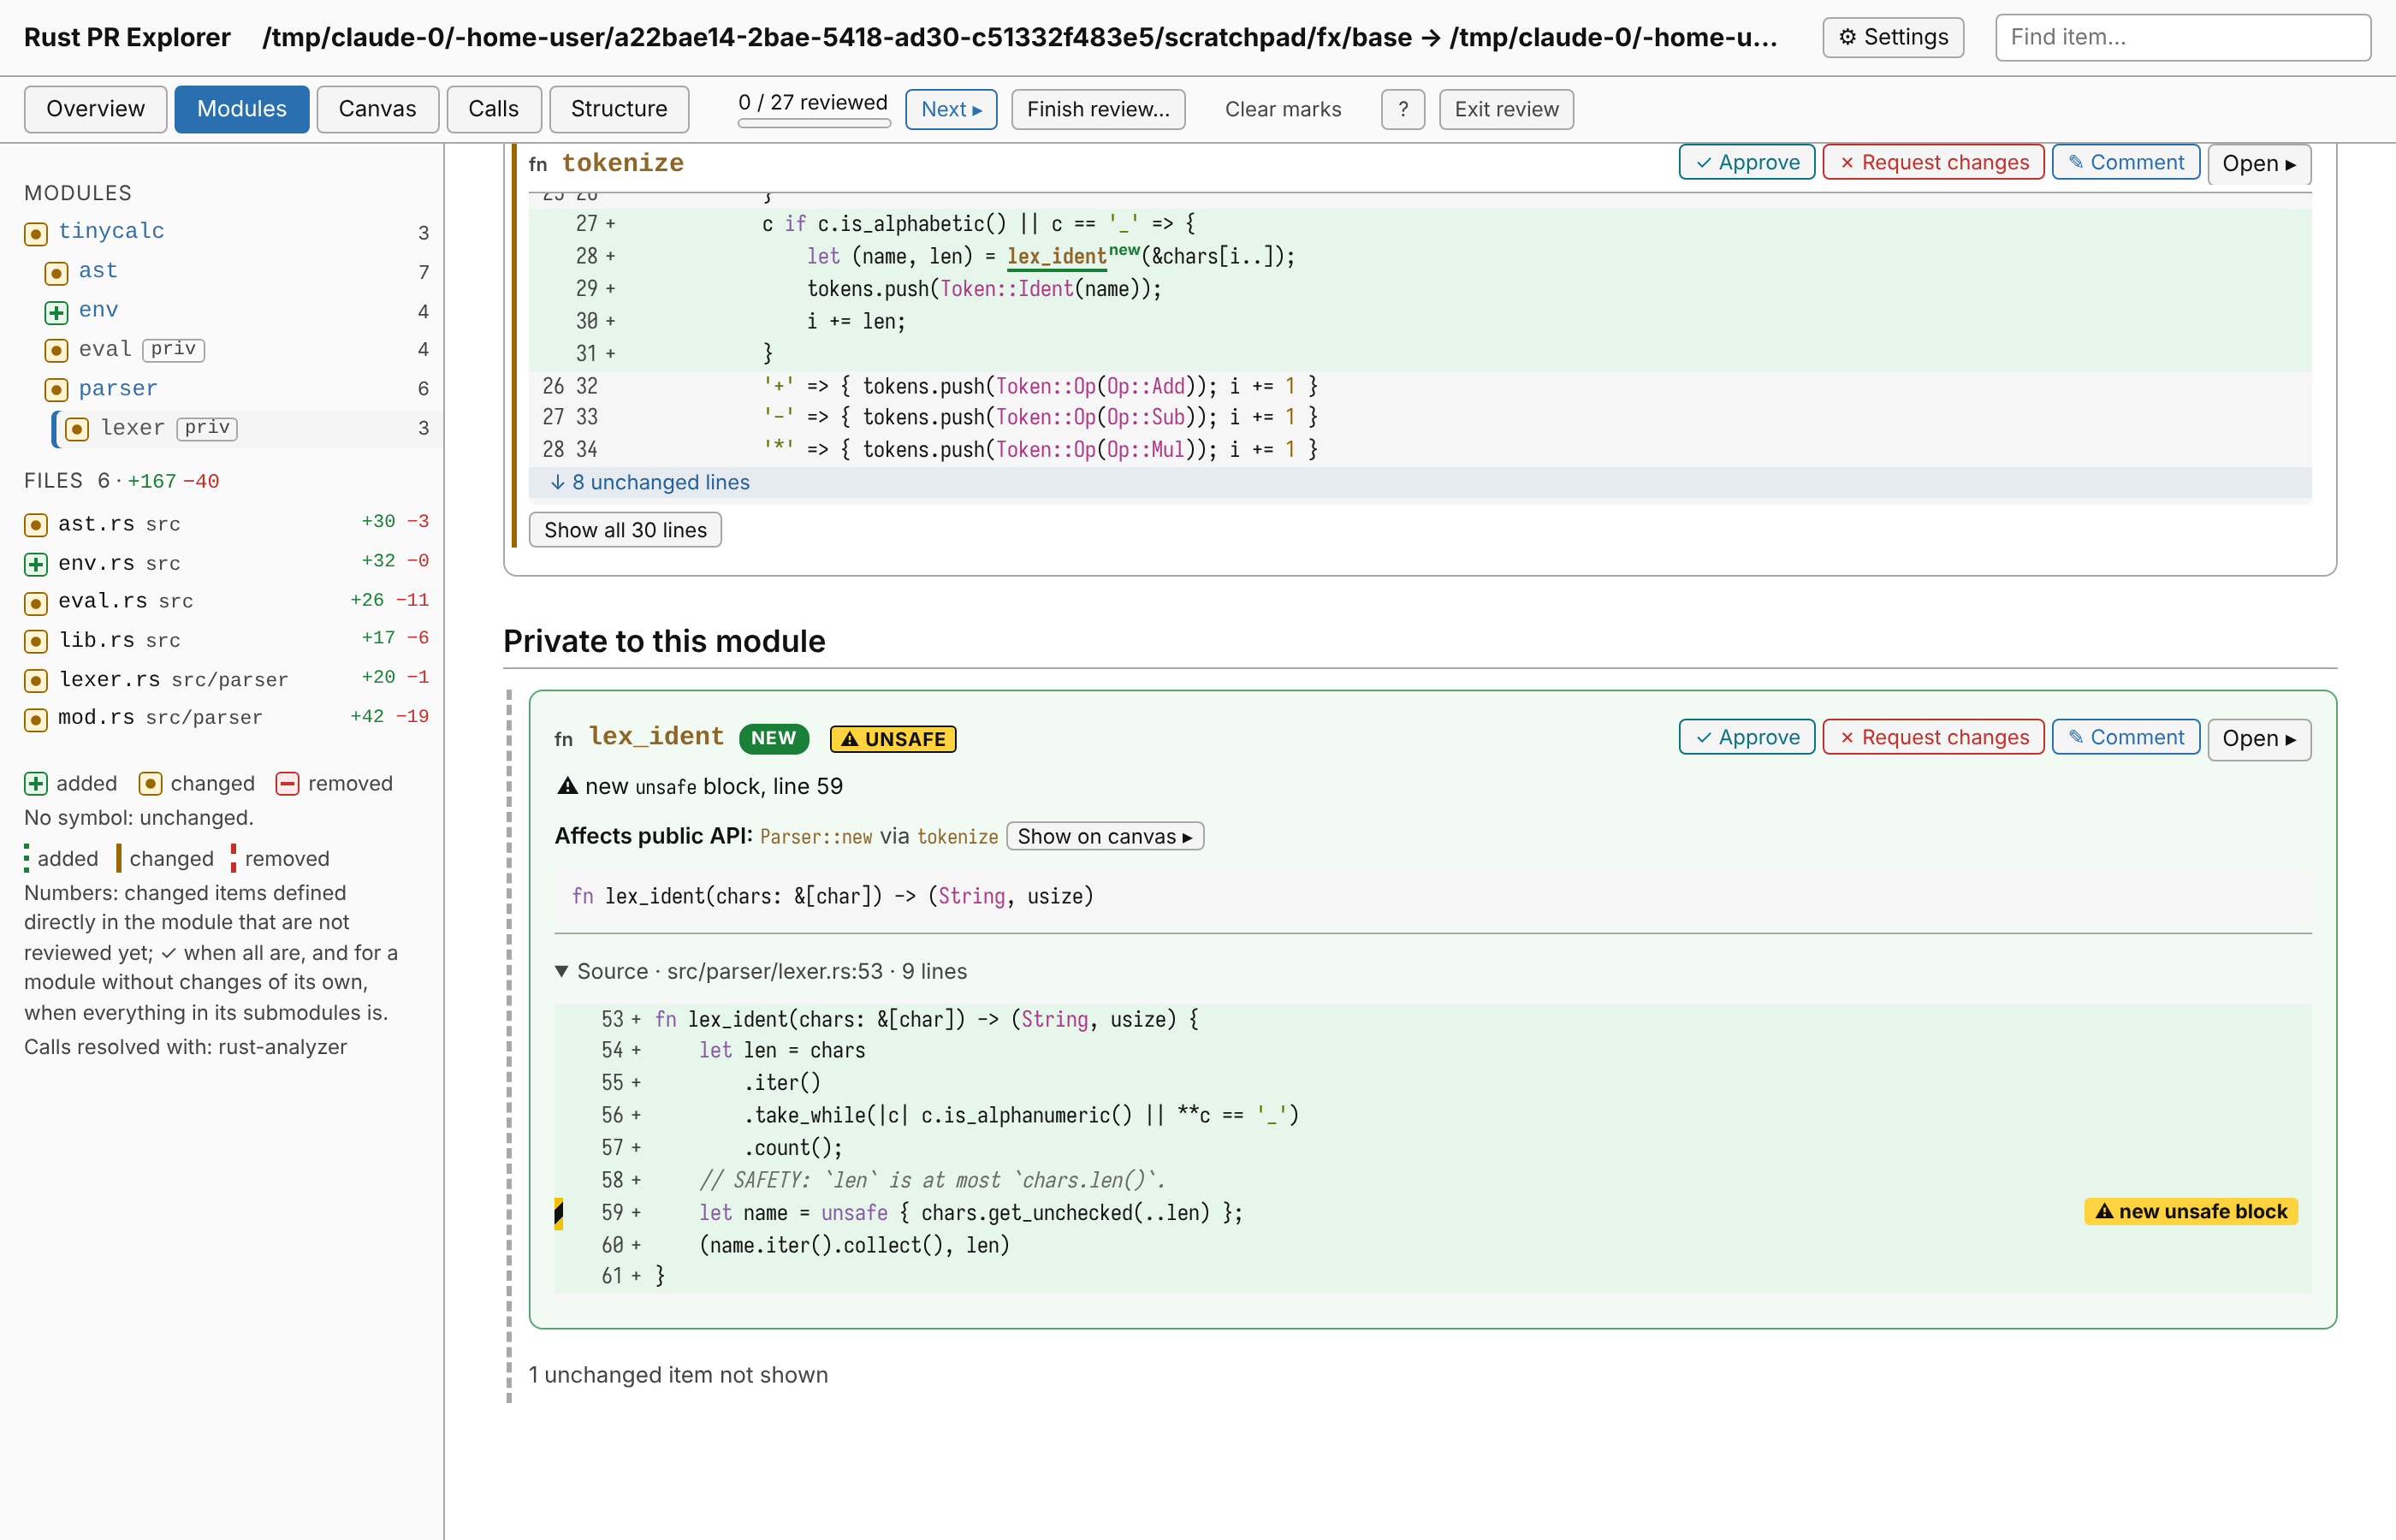 Rust PR Explorer /tmp/claude-0/-home-user/a22bae14-2bae-5418-ad30-c51332f483e5/scratchpad/fx/base → /tmp/claude-0/-home-u... ⚙ Settings Find item...
Overview Modules Canvas Calls Structure 0 / 27 reviewed Next ▸ Finish review... Clear marks ? Exit review
MODULES
tinycalc 3
ast 7
env 4
eval priv 4
parser 6
lexer priv 3
FILES 6 · +167 −40
ast.rs src +30 −3
env.rs src +32 −0
eval.rs src +26 −11
lib.rs src +17 −6
lexer.rs src/parser +20 −1
mod.rs src/parser +42 −19
added changed removed
No symbol: unchanged.
added changed removed
Numbers: changed items defined
directly in the module that are not
reviewed yet; ✓ when all are, and for a
module without changes of its own,
when everything in its submodules is.
Calls resolved with: rust-analyzer
fn tokenize ✓ Approve × Request changes ✎ Comment Open ▸
25 26 }
27 + c if c.is_alphabetic() || c == '_' => {
28 + let (name, len) = lex_ident new(&chars[i..]);
29 + tokens.push(Token::Ident(name));
30 + i += len;
31 + }
26 32 '+' => { tokens.push(Token::Op(Op::Add)); i += 1 }
27 33 '-' => { tokens.push(Token::Op(Op::Sub)); i += 1 }
28 34 '*' => { tokens.push(Token::Op(Op::Mul)); i += 1 }
↓ 8 unchanged lines
Show all 30 lines
Private to this module
fn lex_ident NEW ⚠ UNSAFE ✓ Approve × Request changes ✎ Comment Open ▸
⚠ new unsafe block, line 59
Affects public API: Parser::new via tokenize Show on canvas ▸
fn lex_ident(chars: &[char]) -> (String, usize)
▼ Source · src/parser/lexer.rs:53 · 9 lines
53 + fn lex_ident(chars: &[char]) -> (String, usize) {
54 + let len = chars
55 + .iter()
56 + .take_while(|c| c.is_alphanumeric() || **c == '_')
57 + .count();
58 + // SAFETY: `len` is at most `chars.len()`.
59 + let name = unsafe { chars.get_unchecked(..len) }; ⚠ new unsafe block
60 + (name.iter().collect(), len)
61 + }
1 unchanged item not shown